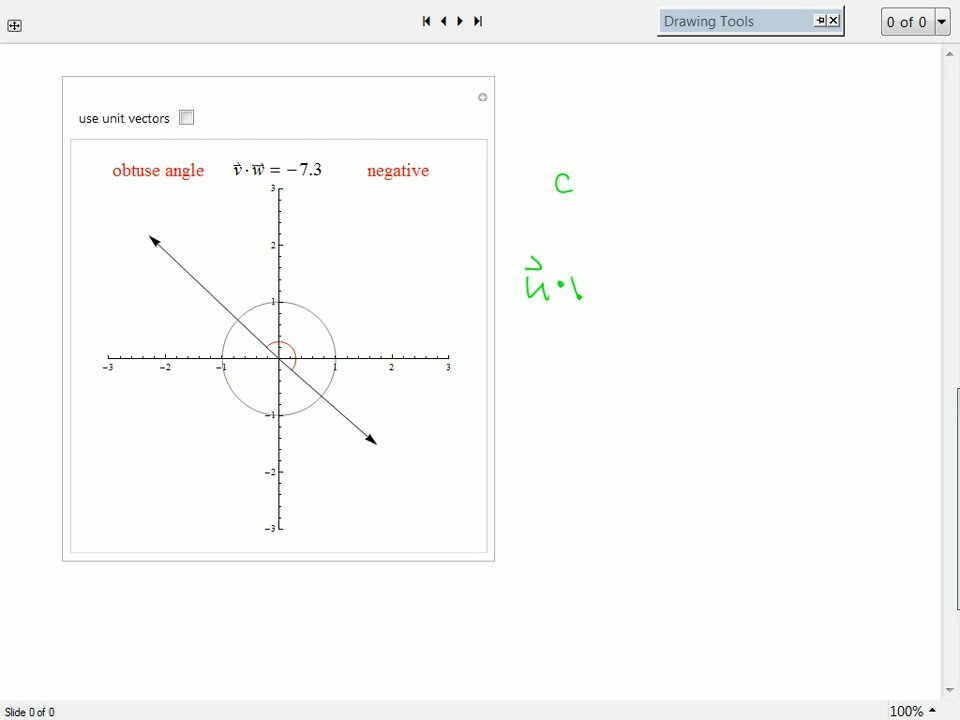 Drawing Tools
0 of 0
use unit vectors
obtuse angle v⃗ · w⃗ = −7.3 negative
3
2
1
−3 −2 −1 1 2 3
−1
−2
−3
c
u⃗ ·
Slide 0 of 0
100%